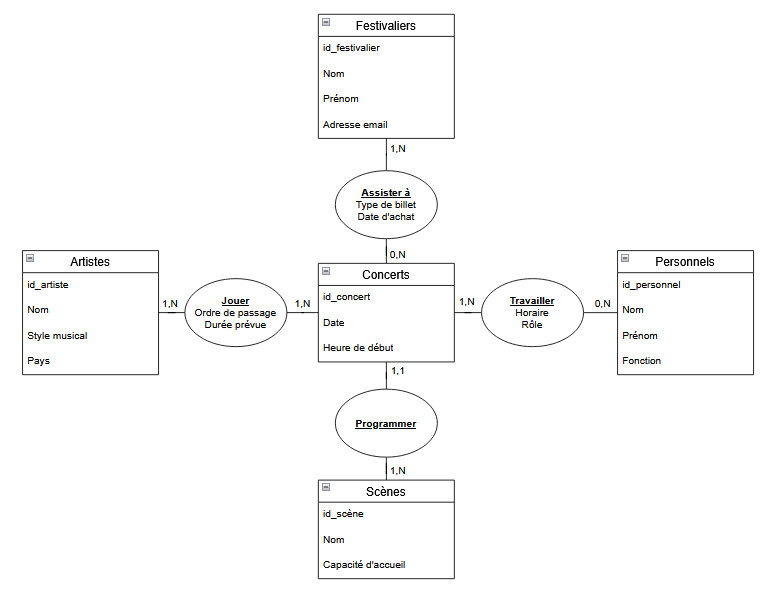 Festivaliers
id_festivalier
Nom
Prénom
Adresse email
1,N
Assister à
Type de billet
Date d'achat
0,N
Artistes
id_artiste
Nom
Style musical
Pays
1,N
Jouer
Ordre de passage
Durée prévue
1,N
Concerts
id_concert
Date
Heure de début
1,N
Travailler
Horaire
Rôle
0,N
Personnels
id_personnel
Nom
Prénom
Fonction
1,1
Programmer
1,N
Scènes
id_scène
Nom
Capacité d'accueil